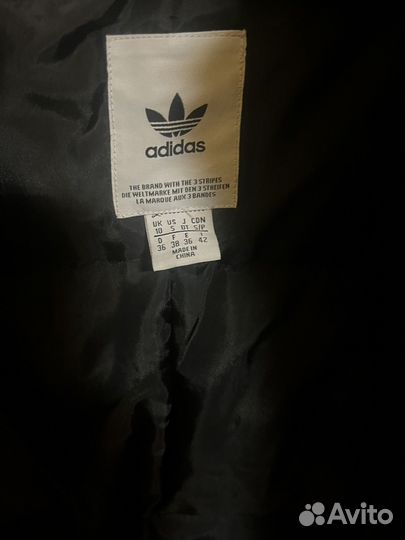 adidas
THE BRAND WITH THE 3 STRIPES
DIE WELTMARKE MIT DEN 3 STREIFEN
LA MARQUE AUX 3 BANDES
UK US J CDN
10 S OT S/P
D F E I
36 38 36 42
MADE IN
CHINA
Avito